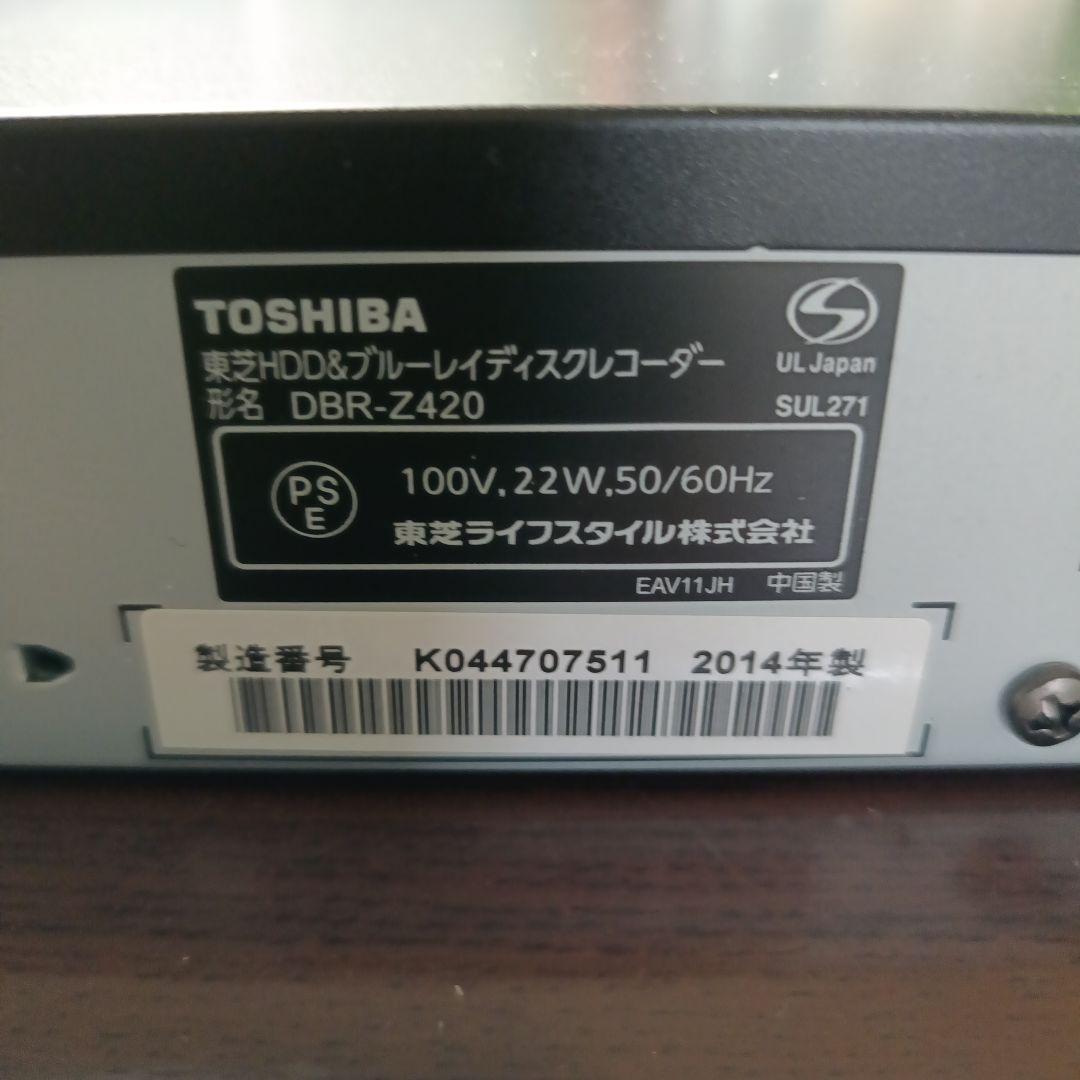 TOSHIBA
東芝HDD&ブルーレイディスクレコーダー
形名 DBR-Z420
UL Japan
SUL271
PS
E
100V,22W,50/60Hz
東芝ライフスタイル株式会社
EAV11JH 中国製
製造番号 K044707511 2014年製